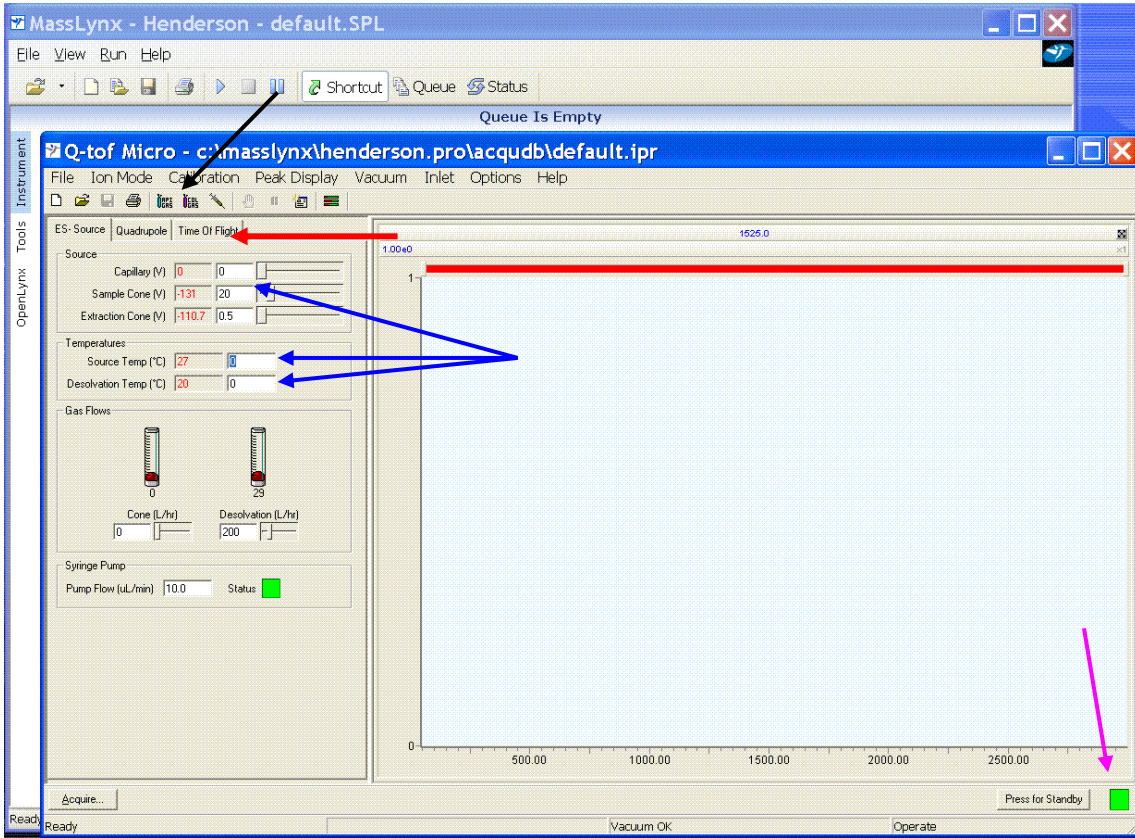 MassLynx - Henderson - default.SPL
File View Run Help
Shortcut Queue Status
Queue Is Empty
Instrument
Tools
OpenLynx
Q-tof Micro - c:\masslynx\henderson.pro\acqudb\default.ipr
File Ion Mode Calibration Peak Display Vacuum Inlet Options Help
ES- Source Quadrupole Time Of Flight
1525.0
1.00e0 x1
Source
Capillary (V) 0 0
Sample Cone (V) -131 20
Extraction Cone (V) -110.7 0.5
Temperatures
Source Temp (°C) 27 0
Desolvation Temp (°C) 20 0
Gas Flows
0 29
Cone (L/hr) Desolvation (L/hr)
0 200
Syringe Pump
Pump Flow (uL/min) 10.0 Status
1
0
500.00 1000.00 1500.00 2000.00 2500.00
Acquire... Press for Standby
Ready
Ready Vacuum OK Operate